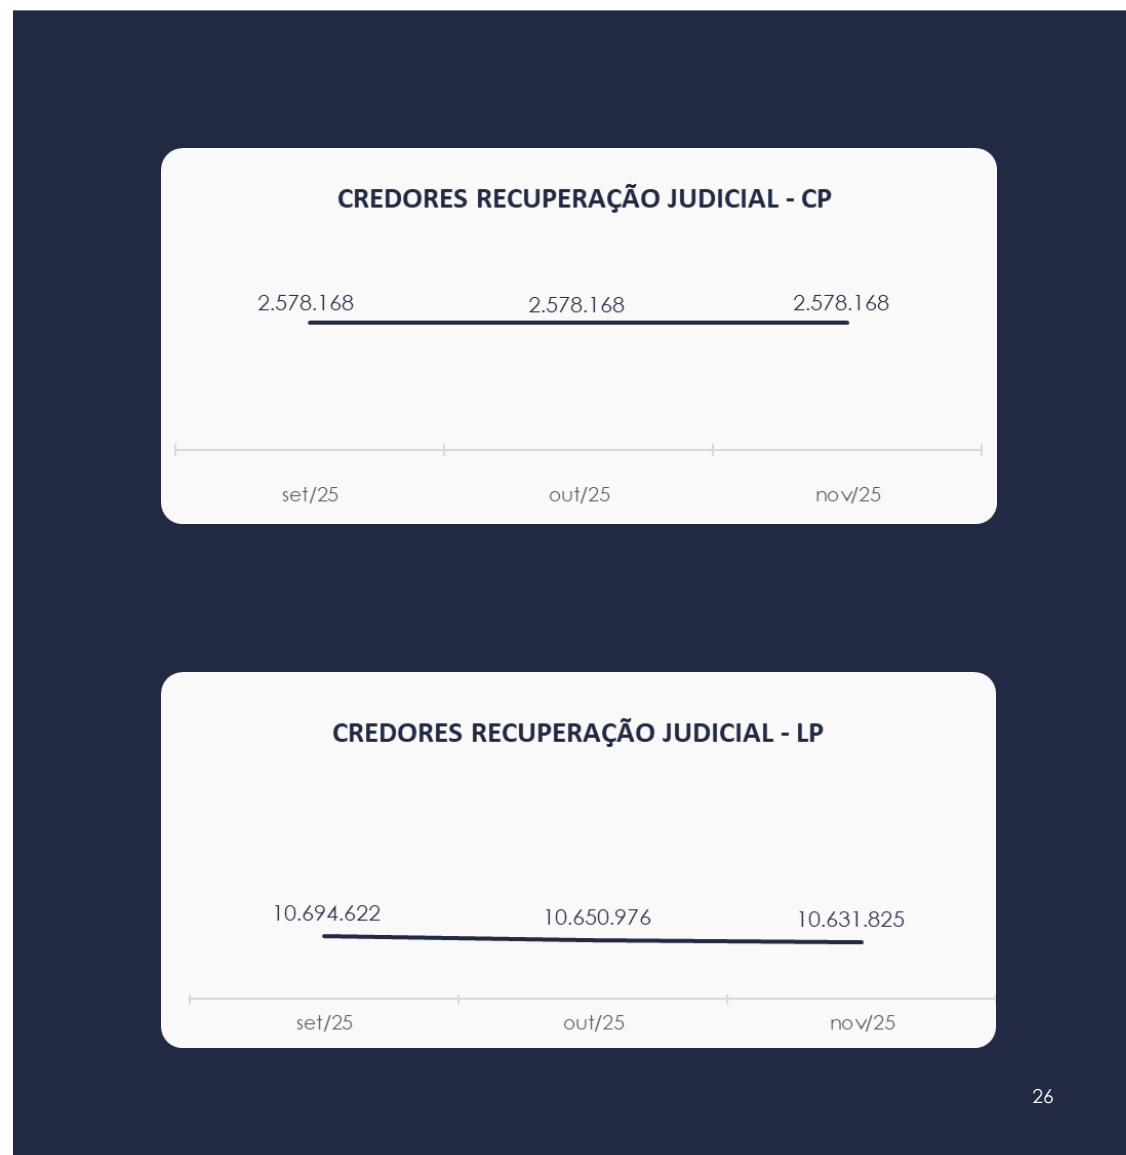 CREDORES RECUPERAÇÃO JUDICIAL - CP
2.578.168 2.578.168 2.578.168
set/25 out/25 nov/25
CREDORES RECUPERAÇÃO JUDICIAL - LP
10.694.622 10.650.976 10.631.825
set/25 out/25 nov/25
26